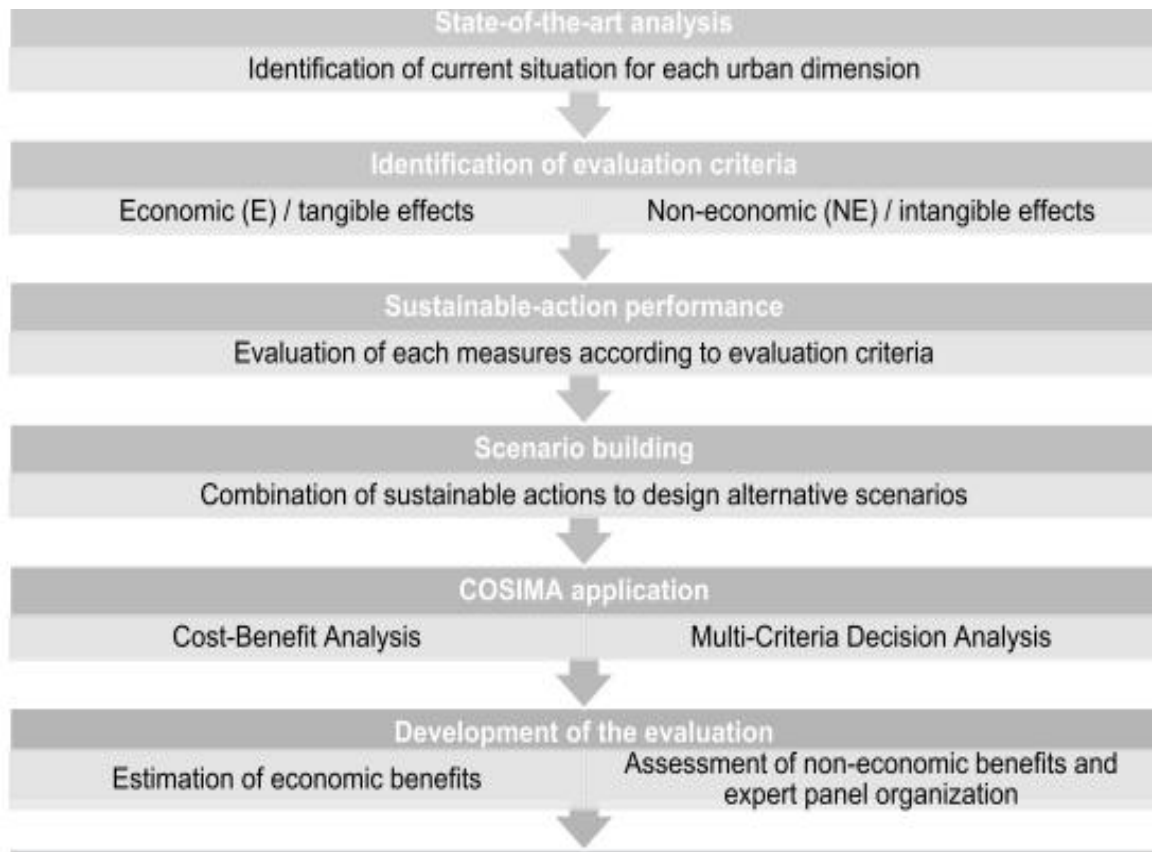 State-of-the-art analysis
Identification of current situation for each urban dimension
Identification of evaluation criteria
Economic (E) / tangible effects
Non-economic (NE) / intangible effects
Sustainable-action performance
Evaluation of each measures according to evaluation criteria
Scenario building
Combination of sustainable actions to design alternative scenarios
COSIMA application
Cost-Benefit Analysis
Multi-Criteria Decision Analysis
Development of the evaluation
Estimation of economic benefits
Assessment of non-economic benefits and
expert panel organization